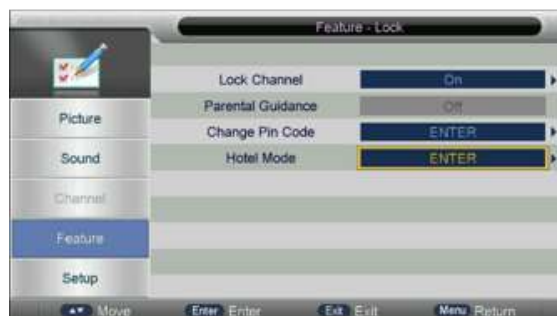 Feature - Lock
Lock Channel On
Parental Guidance Off
Change Pin Code ENTER
Hotel Mode ENTER
Picture
Sound
Channel
Feature
Setup
Move Enter Enter Exit Exit Menu Return